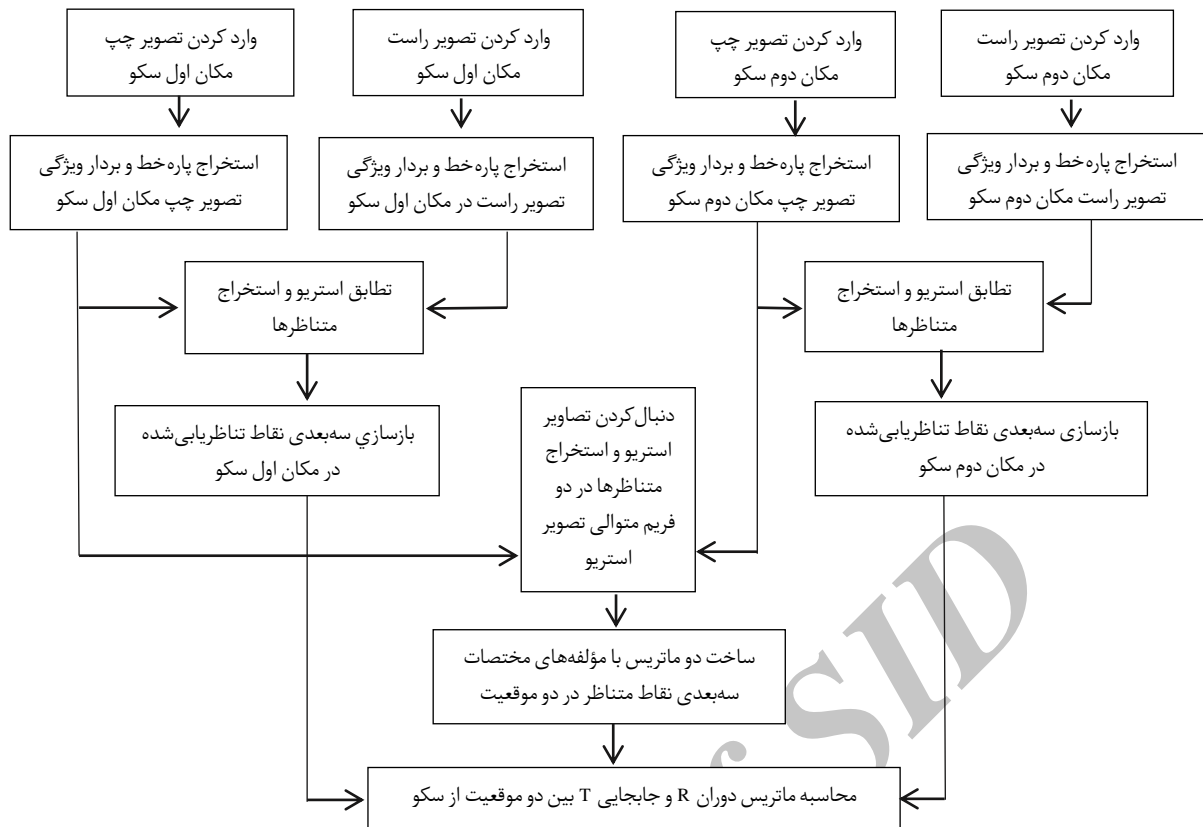 وارد کردن تصویر راست
مکان دوم سکو
وارد کردن تصویر چپ
مکان دوم سکو
وارد کردن تصویر راست
مکان اول سکو
وارد کردن تصویر چپ
مکان اول سکو
استخراج پاره‌خط و بردار ویژگی
تصویر راست مکان دوم سکو
استخراج پاره‌خط و بردار ویژگی
تصویر چپ مکان دوم سکو
استخراج پاره‌خط و بردار ویژگی
تصویر راست در مکان اول سکو
استخراج پاره‌خط و بردار ویژگی
تصویر چپ مکان اول سکو
تطابق استریو و استخراج
متناظرها
تطابق استریو و استخراج
متناظرها
بازسازی سه‌بعدی نقاط تناظریابی‌شده
در مکان دوم سکو
دنبال‌کردن تصاویر
استریو و استخراج
متناظرها در دو
فریم متوالی تصویر
استریو
بازسازي سه‌بعدی نقاط تناظریابی‌شده
در مکان اول سکو
ساخت دو ماتریس با مؤلفه‌های مختصات
سه‌بعدی نقاط متناظر در دو موقعیت
محاسبه ماتریس دوران R و جابجایی T بین دو موقعیت از سکو
SID